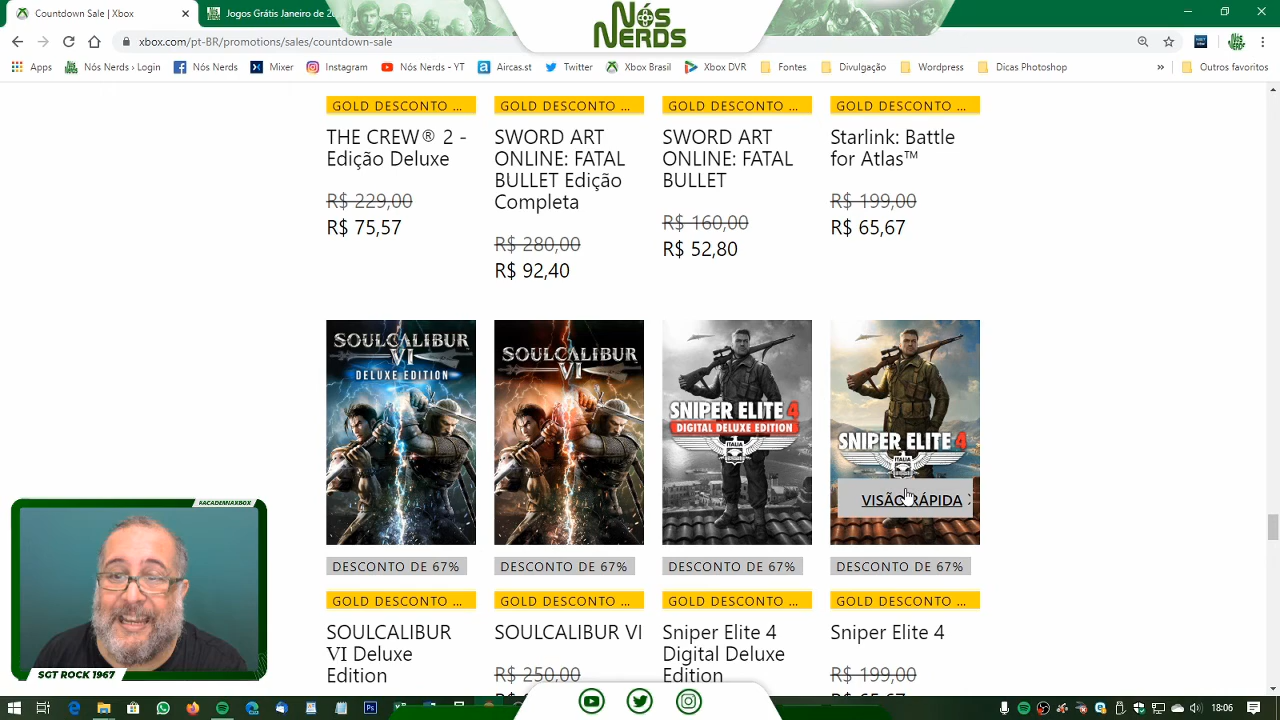 Countdown Sale | Xbox
Jogos Grátis Janeiro de 20
NÓS
NERDS
xbox.com/pt-BR/promotions/sales/countdown-sale
Apps
Nós Nerds › Login
Nós Nerds
Mixer
Instagram
Nós Nerds - YT
Aircas.st
Twitter
Xbox Brasil
Xbox DVR
Fontes
Divulgação
Wordpress
Dicas Photoshop
»
Outros favoritos
GOLD DESCONTO ...
GOLD DESCONTO ...
GOLD DESCONTO ...
GOLD DESCONTO ...
THE CREW® 2 -
Edição Deluxe
R$ 229,00
R$ 75,57
SWORD ART
ONLINE: FATAL
BULLET Edição
Completa
R$ 280,00
R$ 92,40
SWORD ART
ONLINE: FATAL
BULLET
R$ 160,00
R$ 52,80
Starlink: Battle
for Atlas™
R$ 199,00
R$ 65,67
SOULCALIBUR
VI
DELUXE EDITION
SOULCALIBUR
VI
SNIPER ELITE 4
DIGITAL DELUXE EDITION
ITALIA
SNIPER ELITE 4
ITALIA
VISÃO RÁPIDA
DESCONTO DE 67%
DESCONTO DE 67%
DESCONTO DE 67%
DESCONTO DE 67%
GOLD DESCONTO ...
GOLD DESCONTO ...
GOLD DESCONTO ...
GOLD DESCONTO ...
SOULCALIBUR
VI Deluxe
Edition
SOULCALIBUR VI
R$ 250,00
Sniper Elite 4
Digital Deluxe
Edition
Sniper Elite 4
R$ 199,00
R$ 65,67
#ACADEMIAXBOX
SGT ROCK 1967
18:06